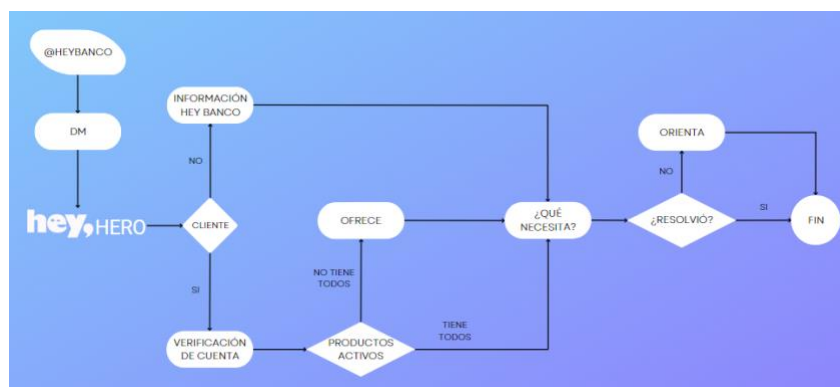 @HEYBANCO
DM
hey, HERO
CLIENTE
NO
INFORMACIÓN
HEY BANCO
SI
VERIFICACIÓN
DE CUENTA
PRODUCTOS
ACTIVOS
NO TIENE
TODOS
OFRECE
TIENE
TODOS
¿QUÉ
NECESITA?
¿RESOLVIÓ?
NO
ORIENTA
SI
FIN